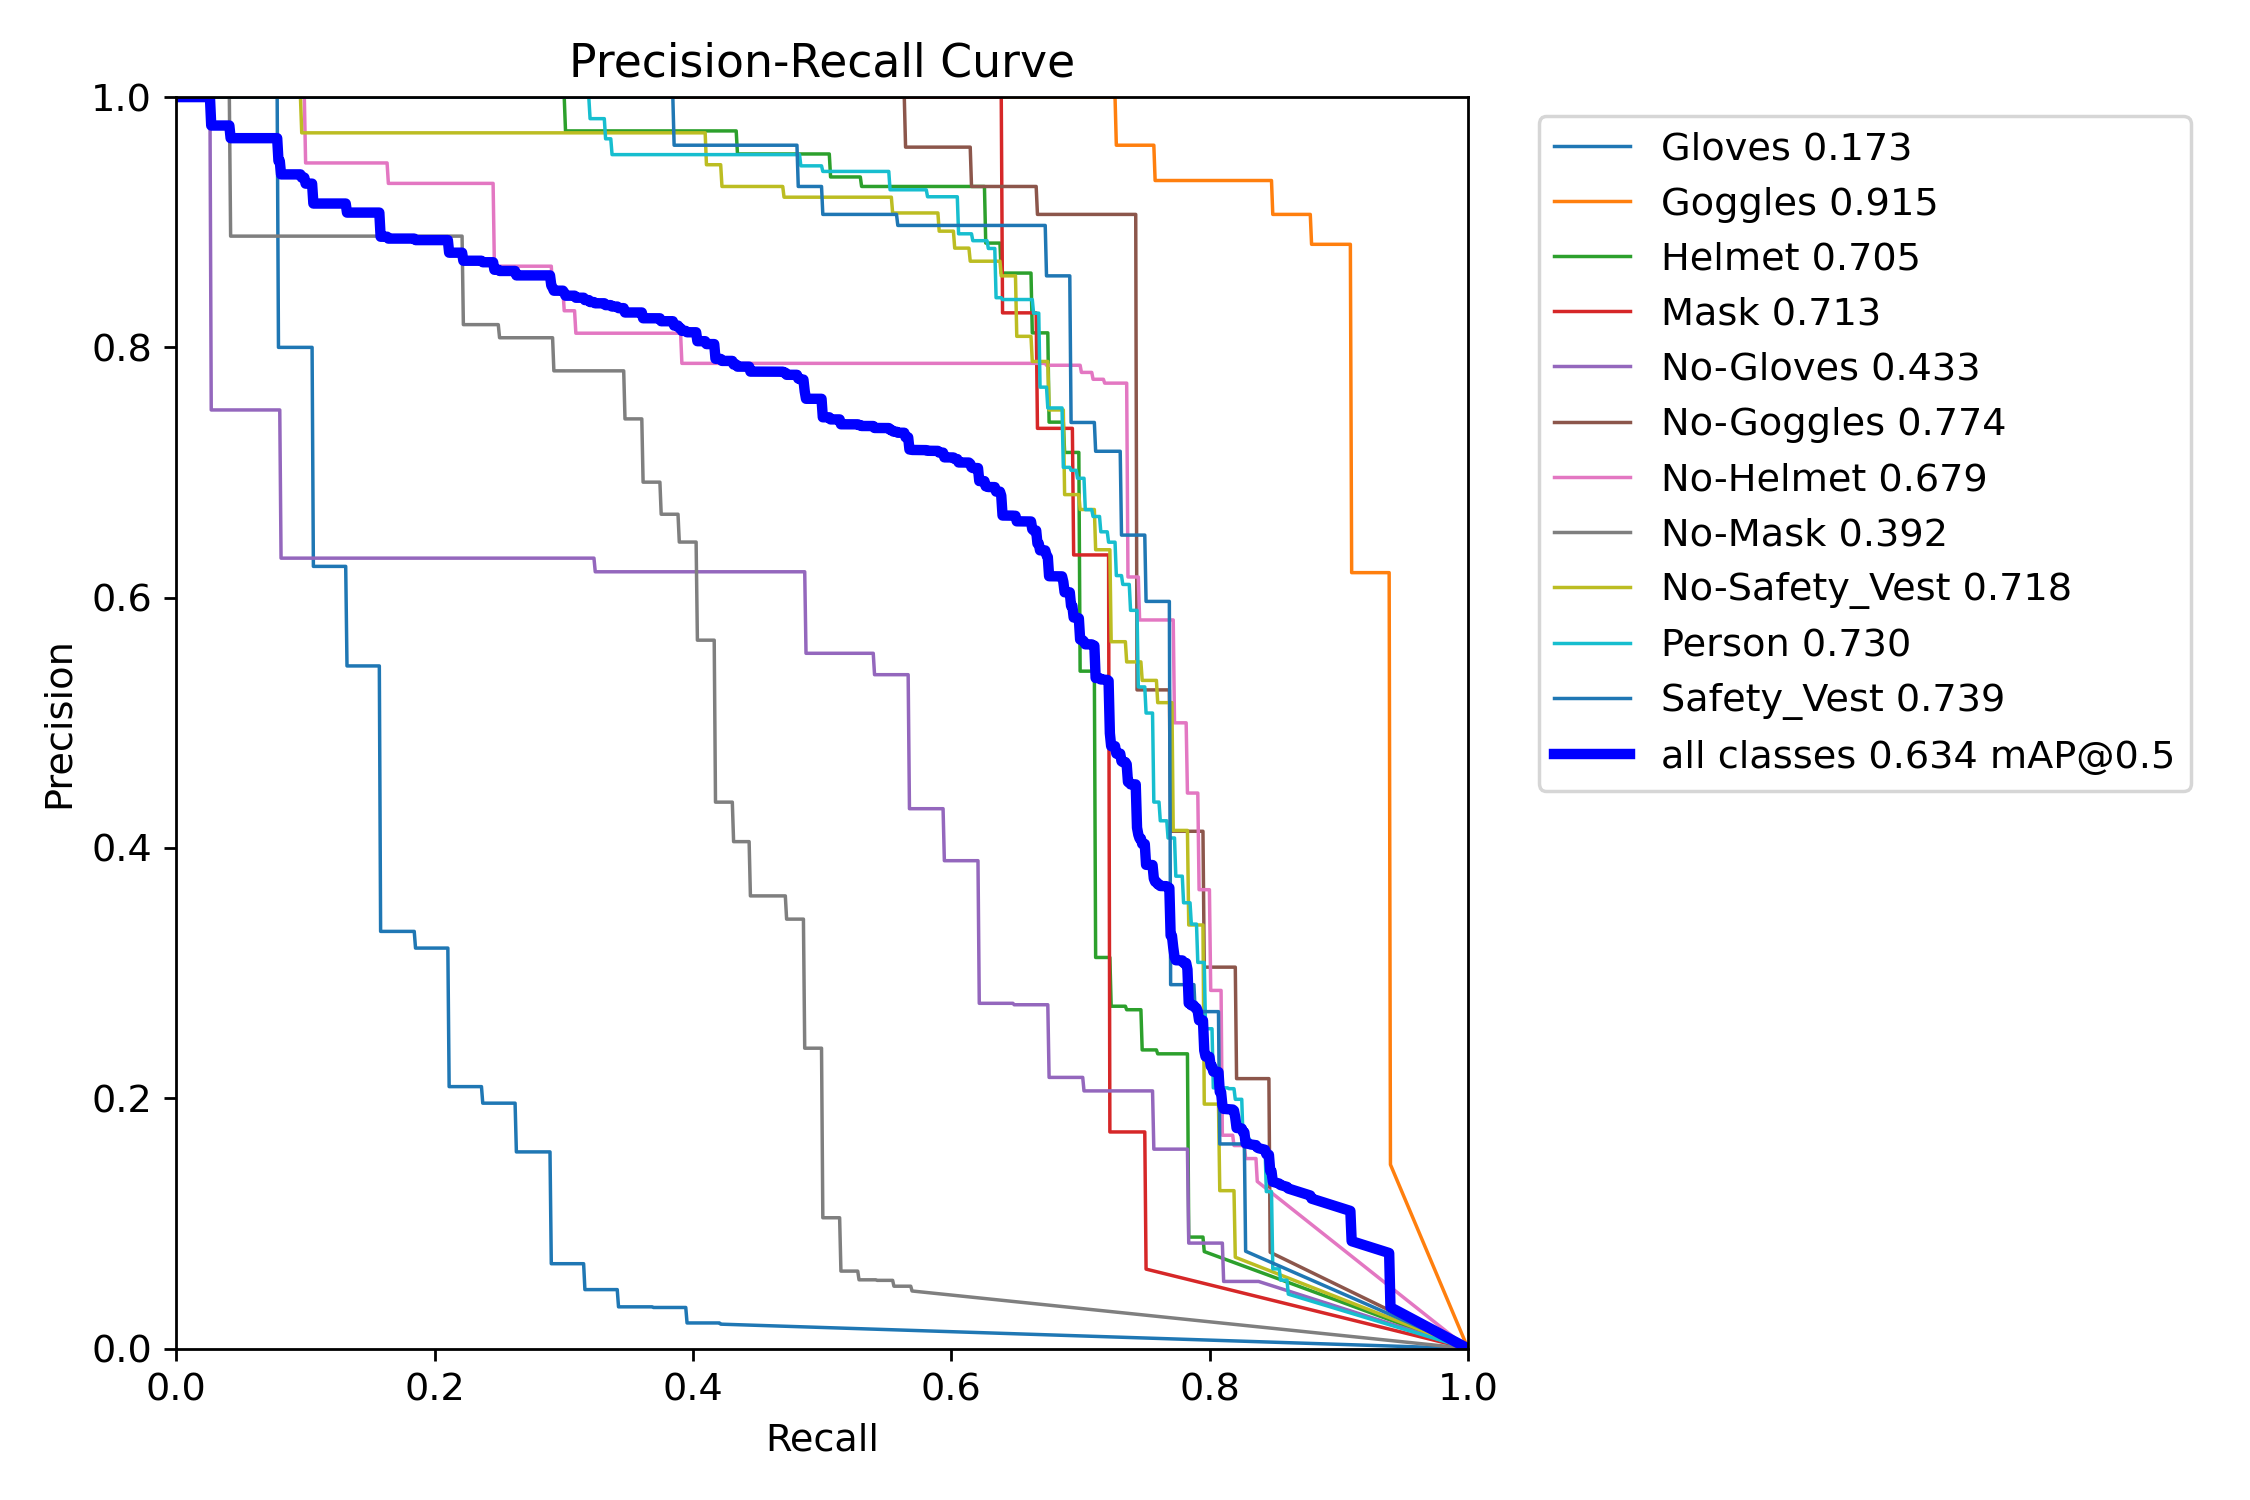 Precision-Recall Curve
1.0
0.8
0.6
0.4
0.2
0.0
Precision
0.0 0.2 0.4 0.6 0.8 1.0
Recall
Gloves 0.173
Goggles 0.915
Helmet 0.705
Mask 0.713
No-Gloves 0.433
No-Goggles 0.774
No-Helmet 0.679
No-Mask 0.392
No-Safety_Vest 0.718
Person 0.730
Safety_Vest 0.739
all classes 0.634 mAP@0.5